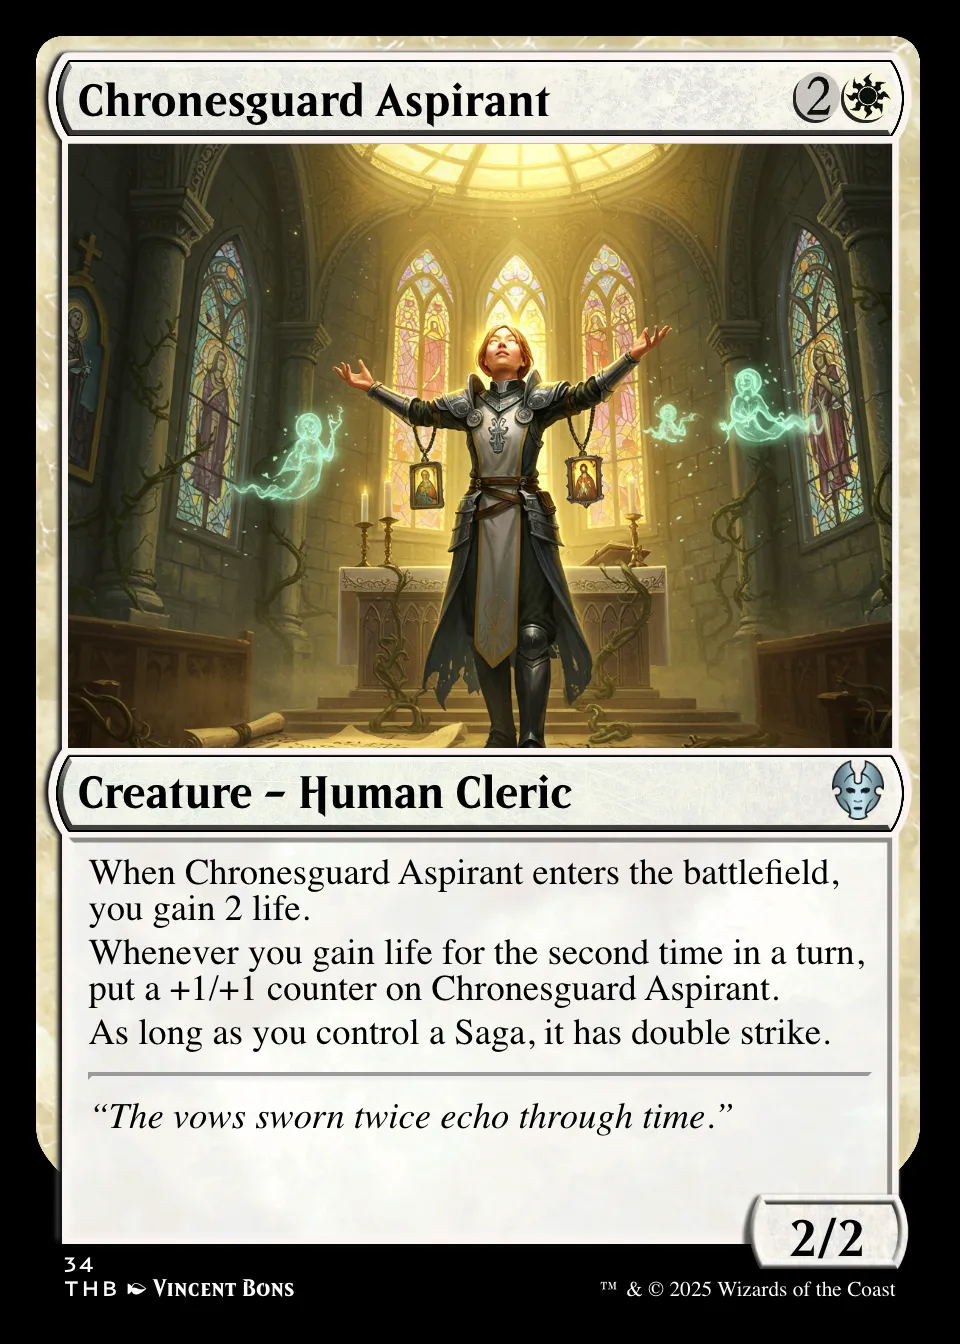 Chronesguard Aspirant 2
Creature – Human Cleric
When Chronesguard Aspirant enters the battlefield,
you gain 2 life.
Whenever you gain life for the second time in a turn,
put a +1/+1 counter on Chronesguard Aspirant.
As long as you control a Saga, it has double strike.
“The vows sworn twice echo through time.”
2/2
34
THB Vincent Bons
™ & © 2025 Wizards of the Coast